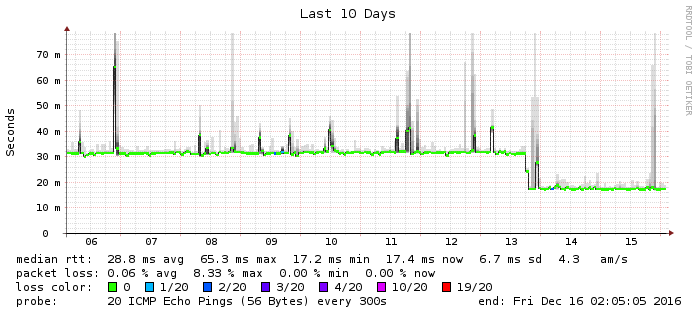 Last 10 Days
RRDTOOL / TOBI OETIKER
Seconds
70 m
60 m
50 m
40 m
30 m
20 m
10 m
0
06 07 08 09 10 11 12 13 14 15
median rtt: 28.8 ms avg 65.3 ms max 17.2 ms min 17.4 ms now 6.7 ms sd 4.3 am/s
packet loss: 0.06 % avg 8.33 % max 0.00 % min 0.00 % now
loss color: 0 1/20 2/20 3/20 4/20 10/20 19/20
probe: 20 ICMP Echo Pings (56 Bytes) every 300s end: Fri Dec 16 02:05:05 2016